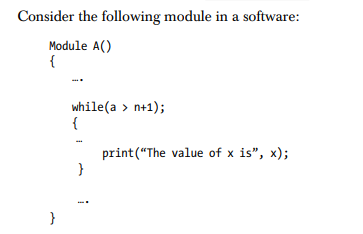 Consider the following module in a software:
Module A()
{
….
while(a > n+1);
{
…
print(“The value of x is”, x);
}
….
}